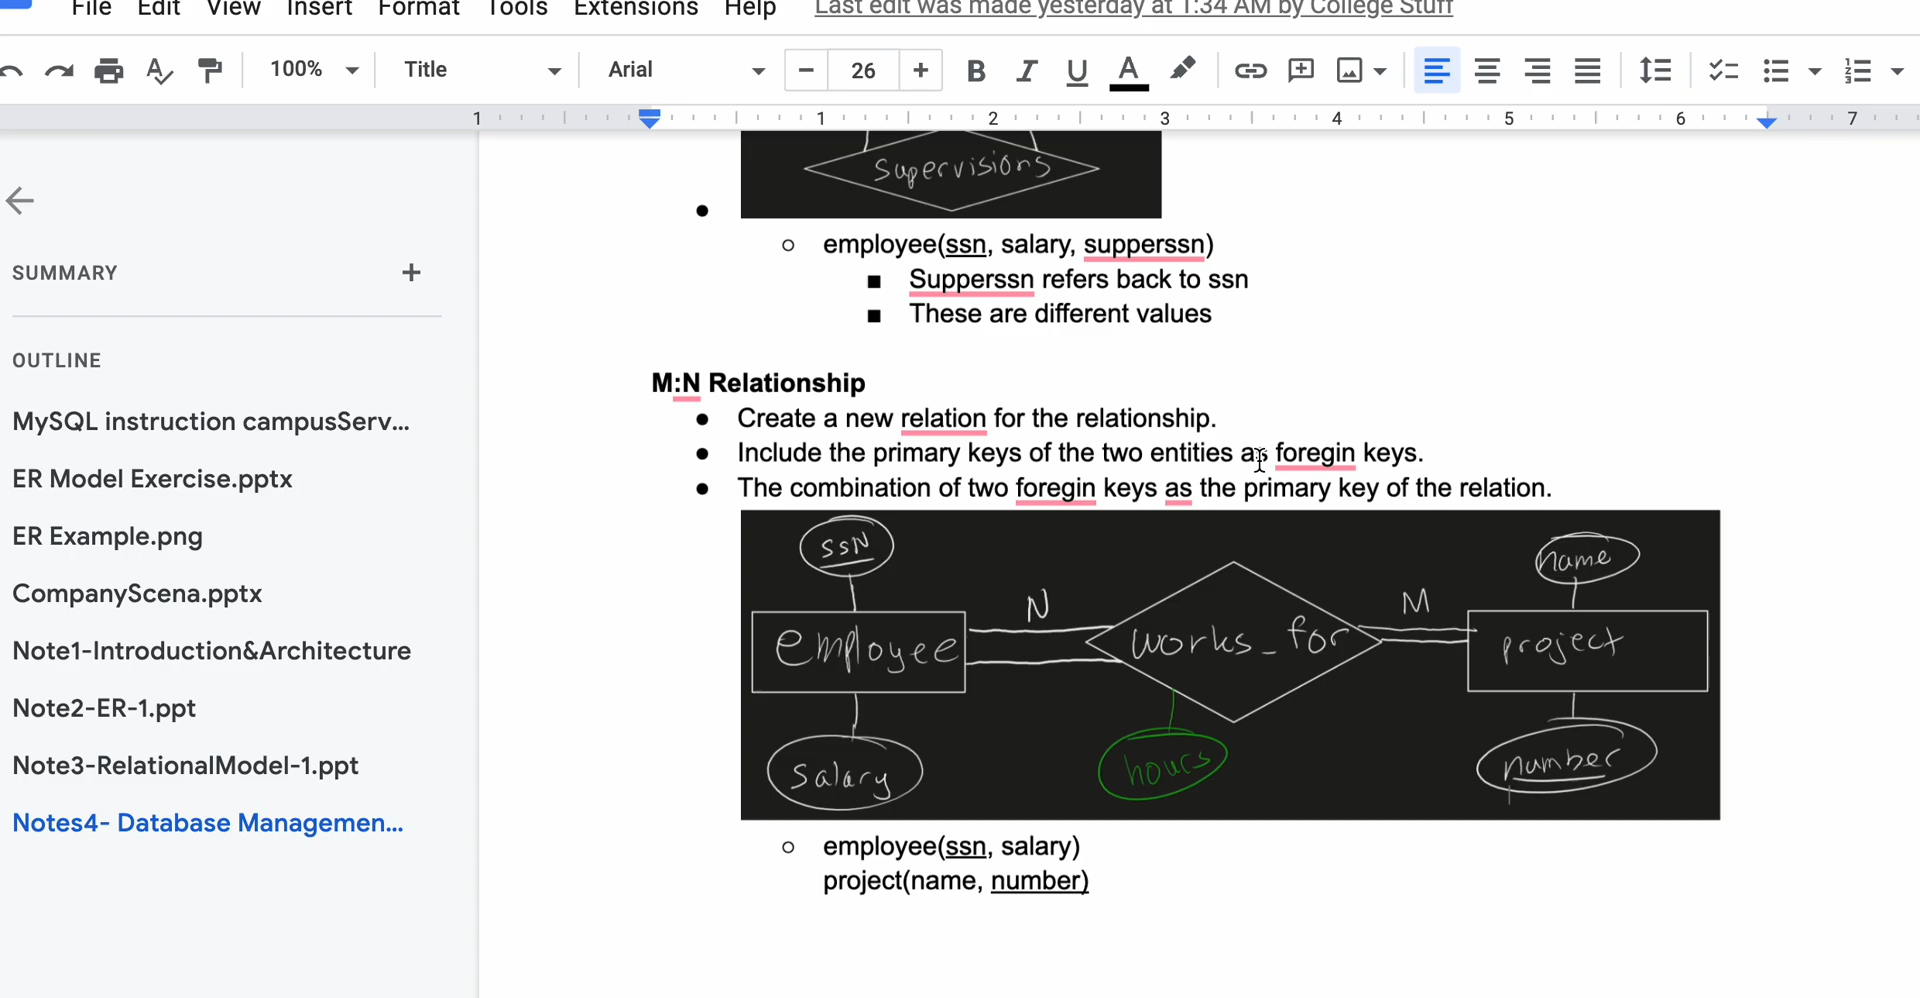 File Edit View Insert Format Tools Extensions Help Last edit was made yesterday at 1:34 AM by College Stuff
100% Title Arial 26 B I U A
1 1 2 3 4 5 6 7
Supervisions
SUMMARY
OUTLINE
MySQL instruction campusServ...
ER Model Exercise.pptx
ER Example.png
CompanyScena.pptx
Note1-Introduction&Architecture
Note2-ER-1.ppt
Note3-RelationalModel-1.ppt
Notes4- Database Managemen...
employee(ssn, salary, supperssn)
Supperssn refers back to ssn
These are different values
M:N Relationship
Create a new relation for the relationship.
Include the primary keys of the two entities as foregin keys.
The combination of two foregin keys as the primary key of the relation.
ssN name
N M
employee works_for project
salary hours number
employee(ssn, salary)
project(name, number)